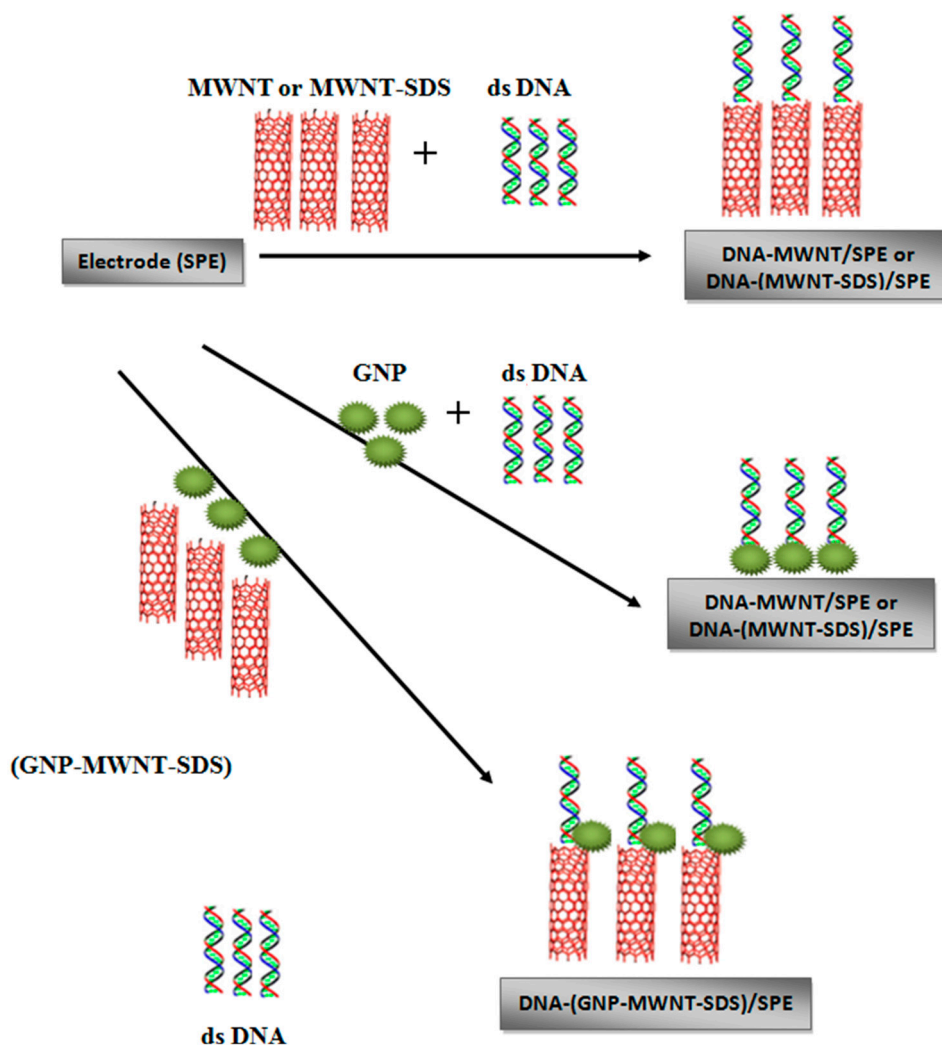 MWNT or MWNT-SDS
ds DNA
+
Electrode (SPE)
DNA-MWNT/SPE or
DNA-(MWNT-SDS)/SPE
GNP
ds DNA
+
DNA-MWNT/SPE or
DNA-(MWNT-SDS)/SPE
(GNP-MWNT-SDS)
ds DNA
DNA-(GNP-MWNT-SDS)/SPE